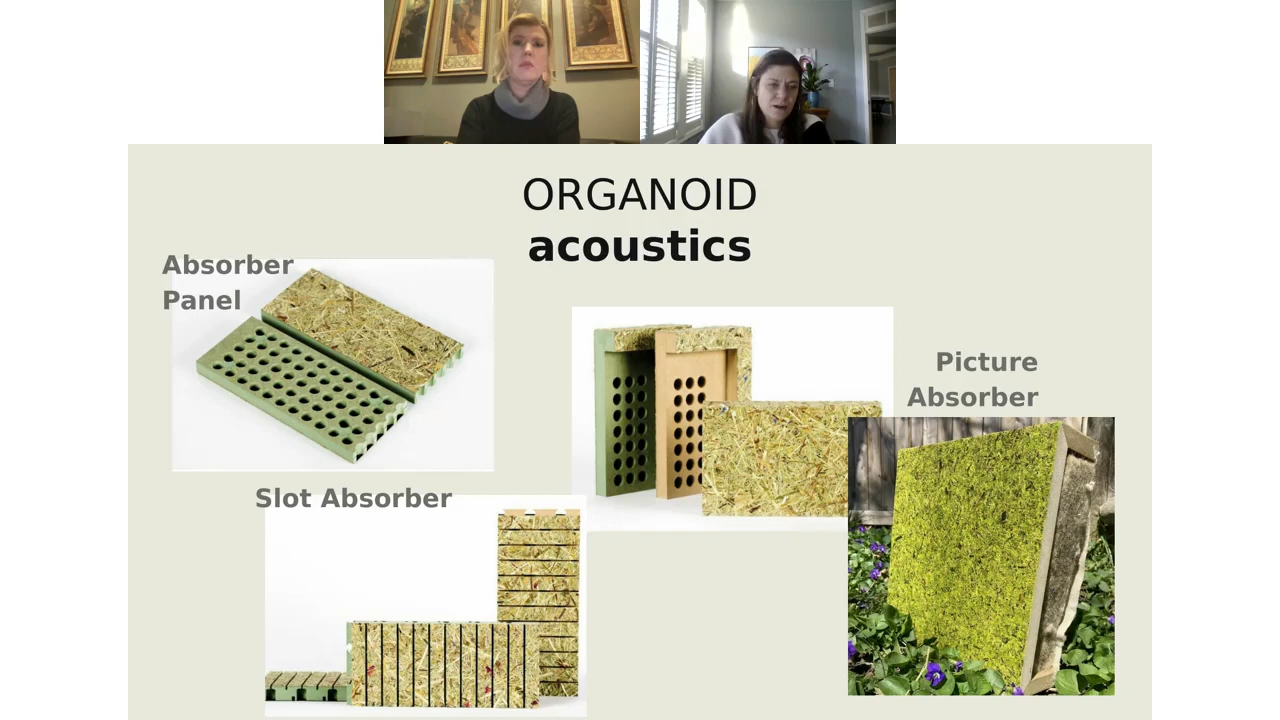 ORGANOID
acoustics
Absorber
Panel
Picture
Absorber
Slot Absorber